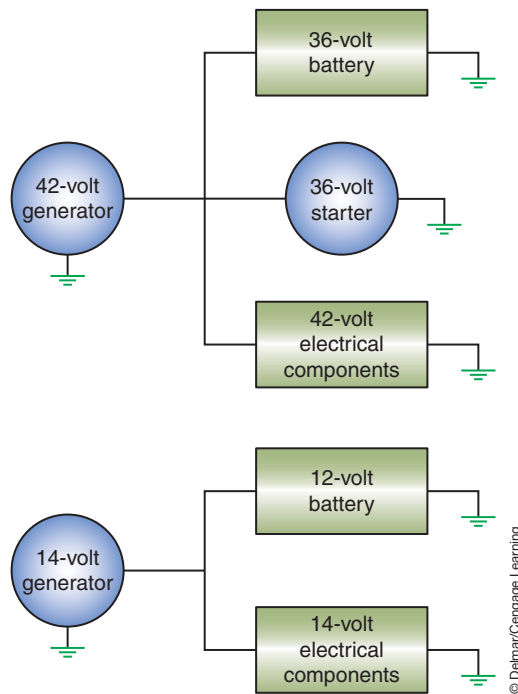 36-volt
battery
42-volt
generator
36-volt
starter
42-volt
electrical
components
12-volt
battery
14-volt
generator
14-volt
electrical
components
© Delmar/Cengage Learning